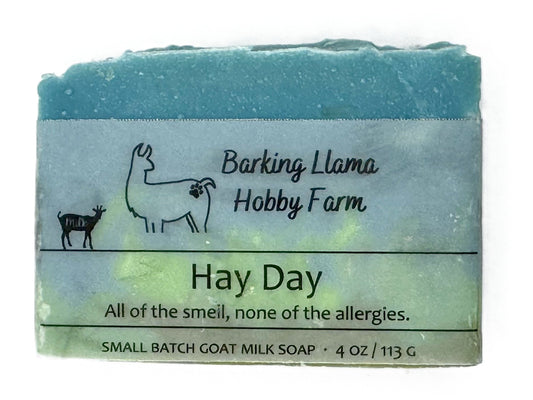 Barking Llama
Hobby Farm
milk
Hay Day
All of the smell, none of the allergies.
SMALL BATCH GOAT MILK SOAP · 4 OZ / 113 G